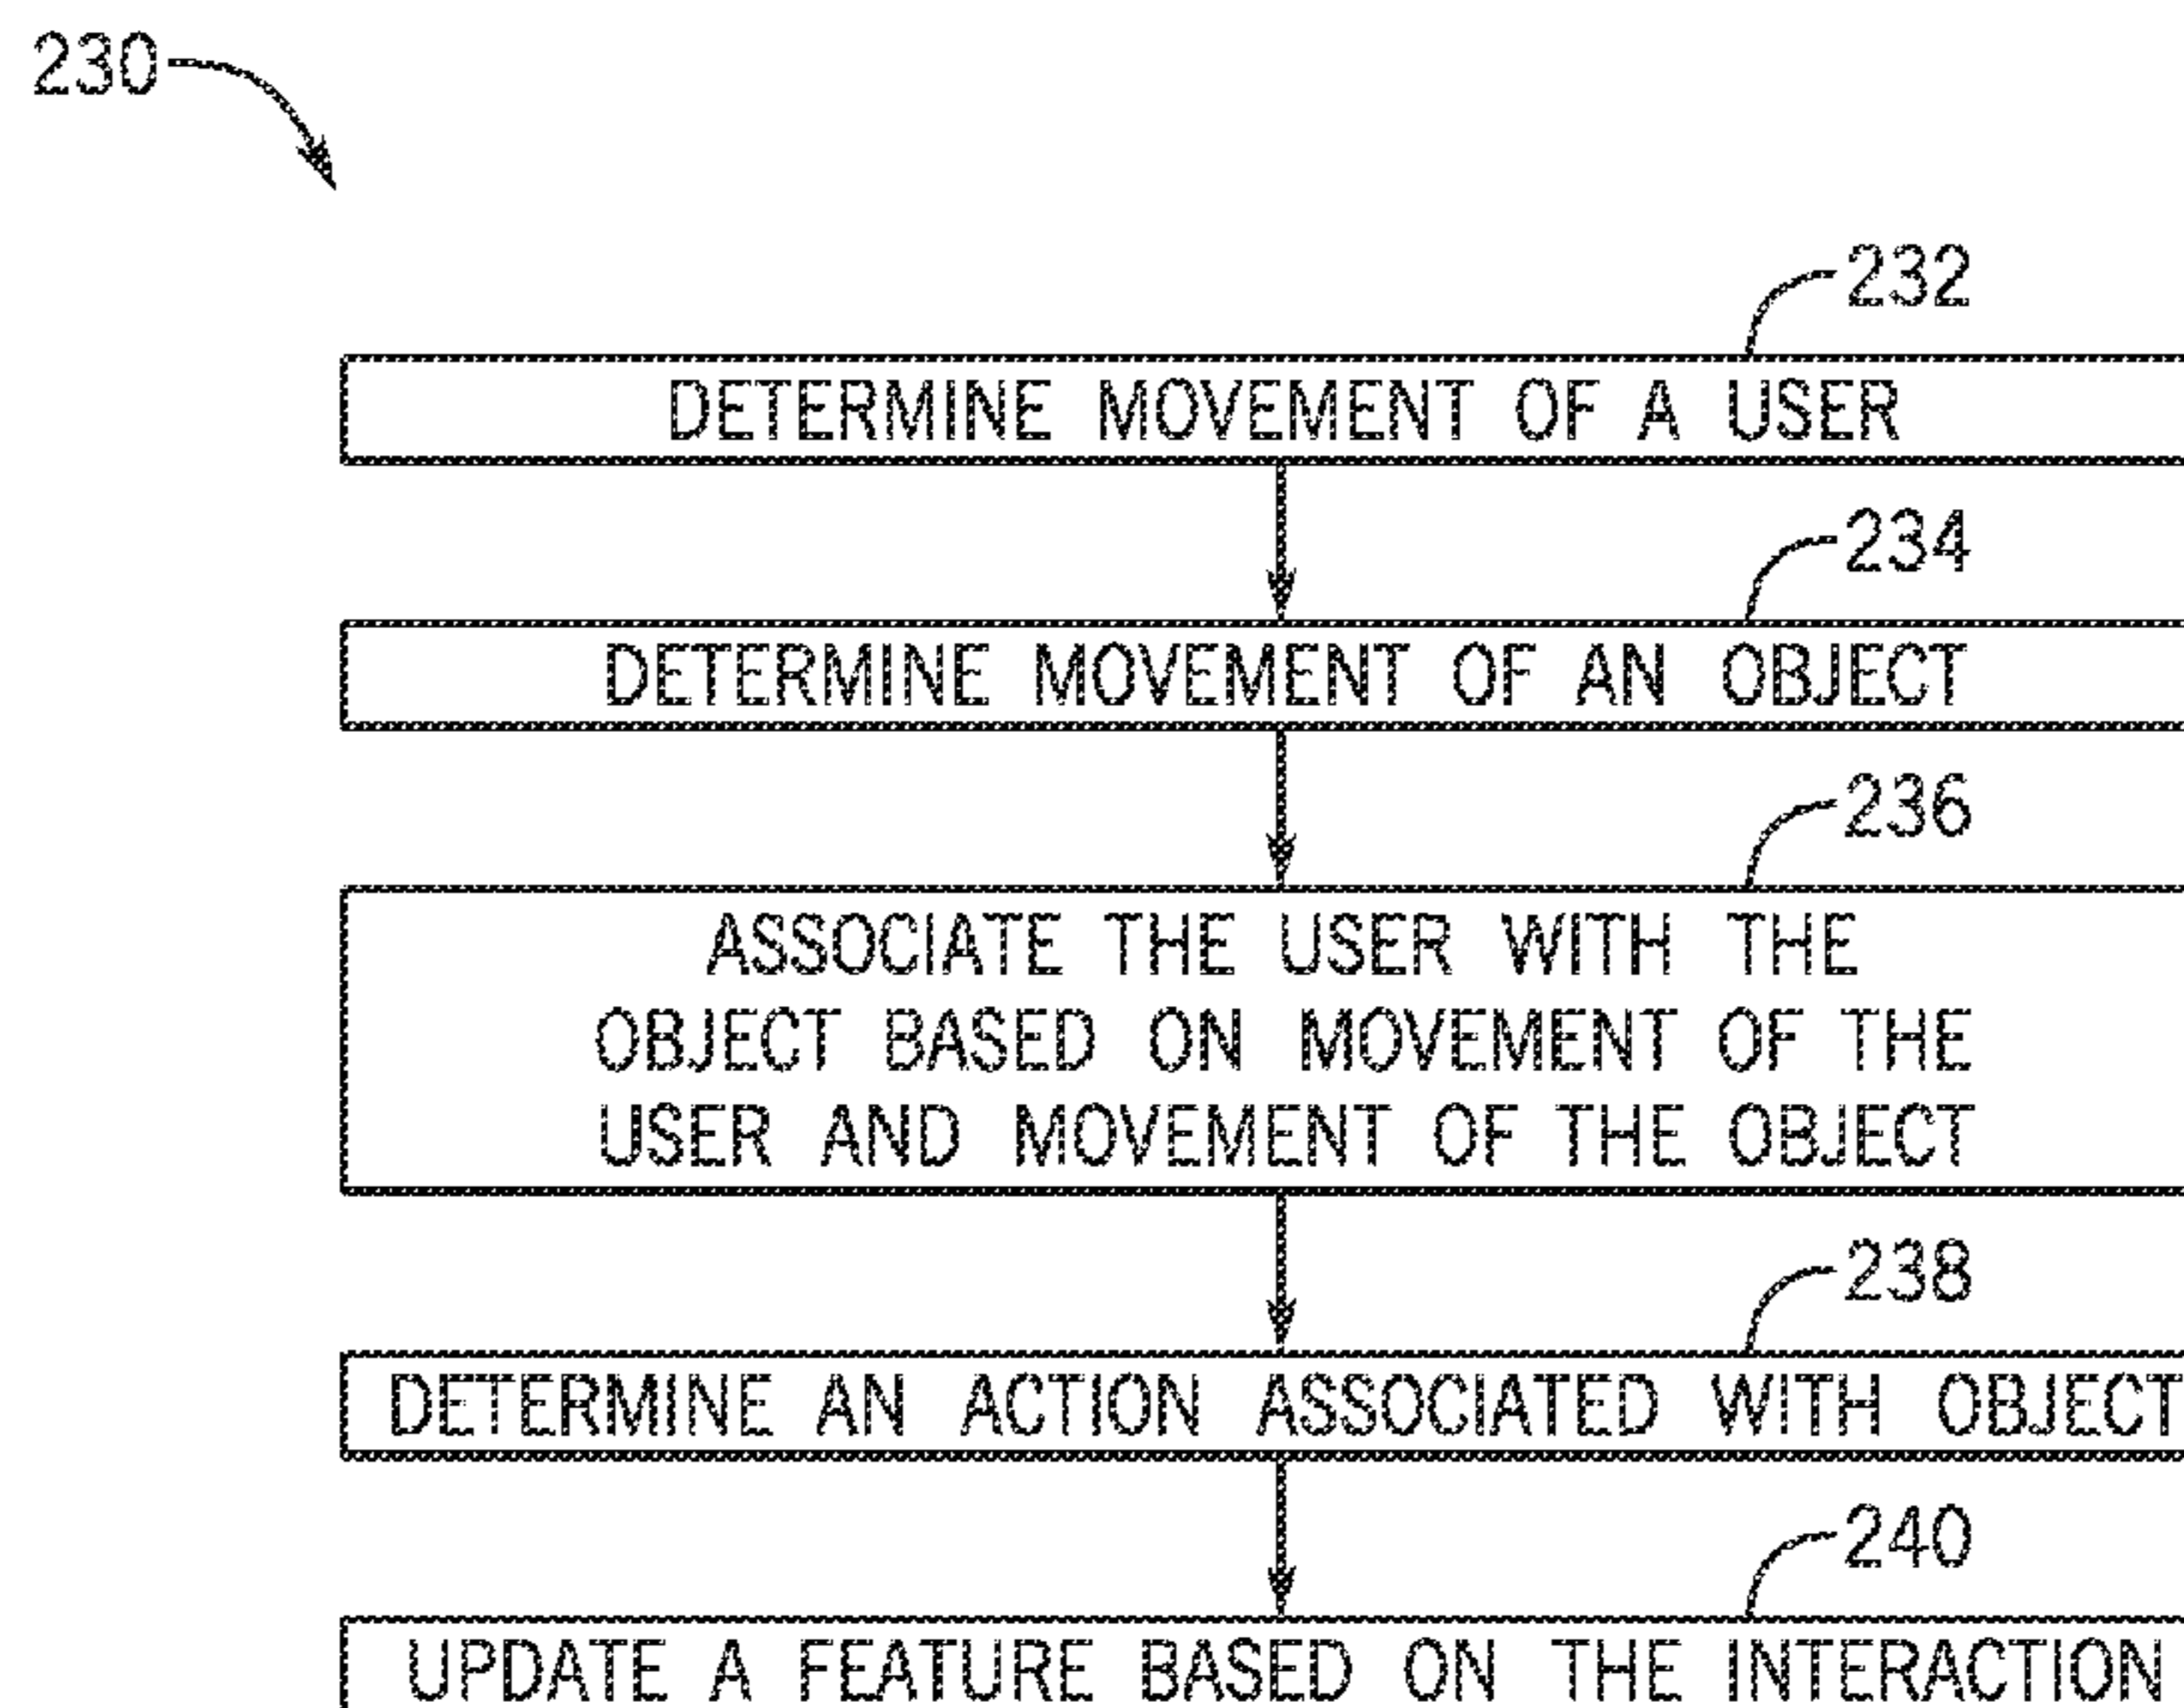 230
232
DETERMINE MOVEMENT OF A USER
234
DETERMINE MOVEMENT OF AN OBJECT
236
ASSOCIATE THE USER WITH THE
OBJECT BASED ON MOVEMENT OF THE
USER AND MOVEMENT OF THE OBJECT
238
DETERMINE AN ACTION ASSOCIATED WITH OBJECT
240
UPDATE A FEATURE BASED ON THE INTERACTION